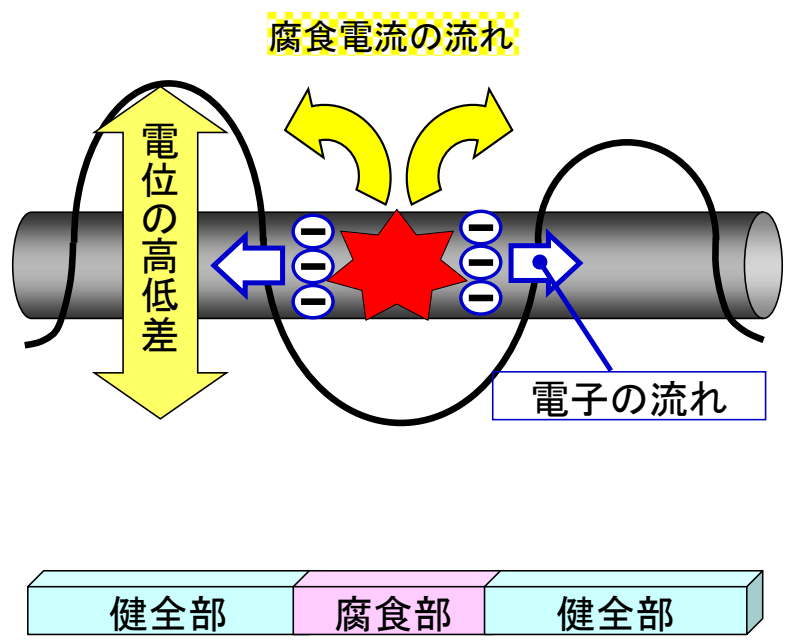 腐食電流の流れ
電位の高低差
電子の流れ
健全部
腐食部
健全部